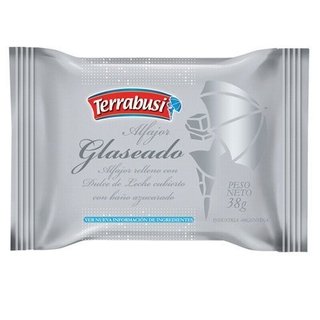 Terrabusi
Alfajor
Glaseado
Alfajor relleno con
Dulce de Leche cubierto
con baño azucarado
PESO
NETO
38g
INDUSTRIA ARGENTINA
VER NUEVA INFORMACIÓN DE INGREDIENTES